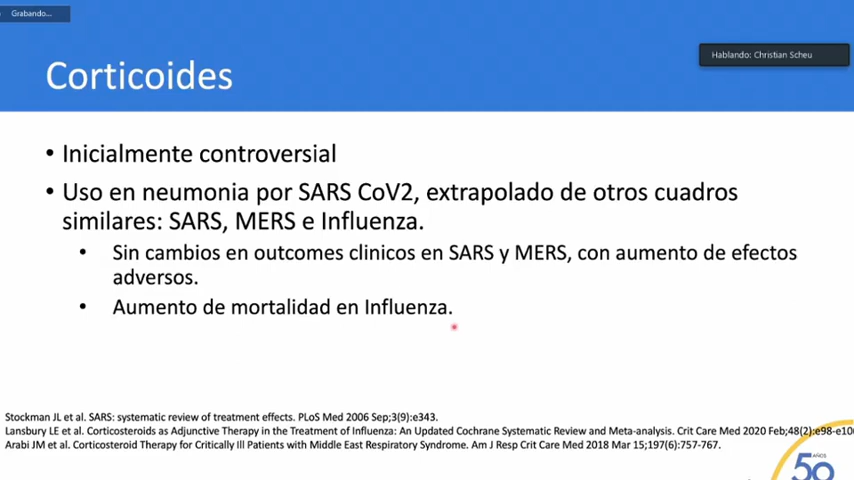 Grabando...
Hablando: Christian Scheu
Corticoides
• Inicialmente controversial
• Uso en neumonia por SARS CoV2, extrapolado de otros cuadros
similares: SARS, MERS e Influenza.
• Sin cambios en outcomes clinicos en SARS y MERS, con aumento de efectos
adversos.
• Aumento de mortalidad en Influenza.
Stockman JL et al. SARS: systematic review of treatment effects. PLoS Med 2006 Sep;3(9):e343.
Lansbury LE et al. Corticosteroids as Adjunctive Therapy in the Treatment of Influenza: An Updated Cochrane Systematic Review and Meta-analysis. Crit Care Med 2020 Feb;48(2):e98-e10
Arabi JM et al. Corticosteroid Therapy for Critically Ill Patients with Middle East Respiratory Syndrome. Am J Resp Crit Care Med 2018 Mar 15;197(6):757-767.
AÑOS
50